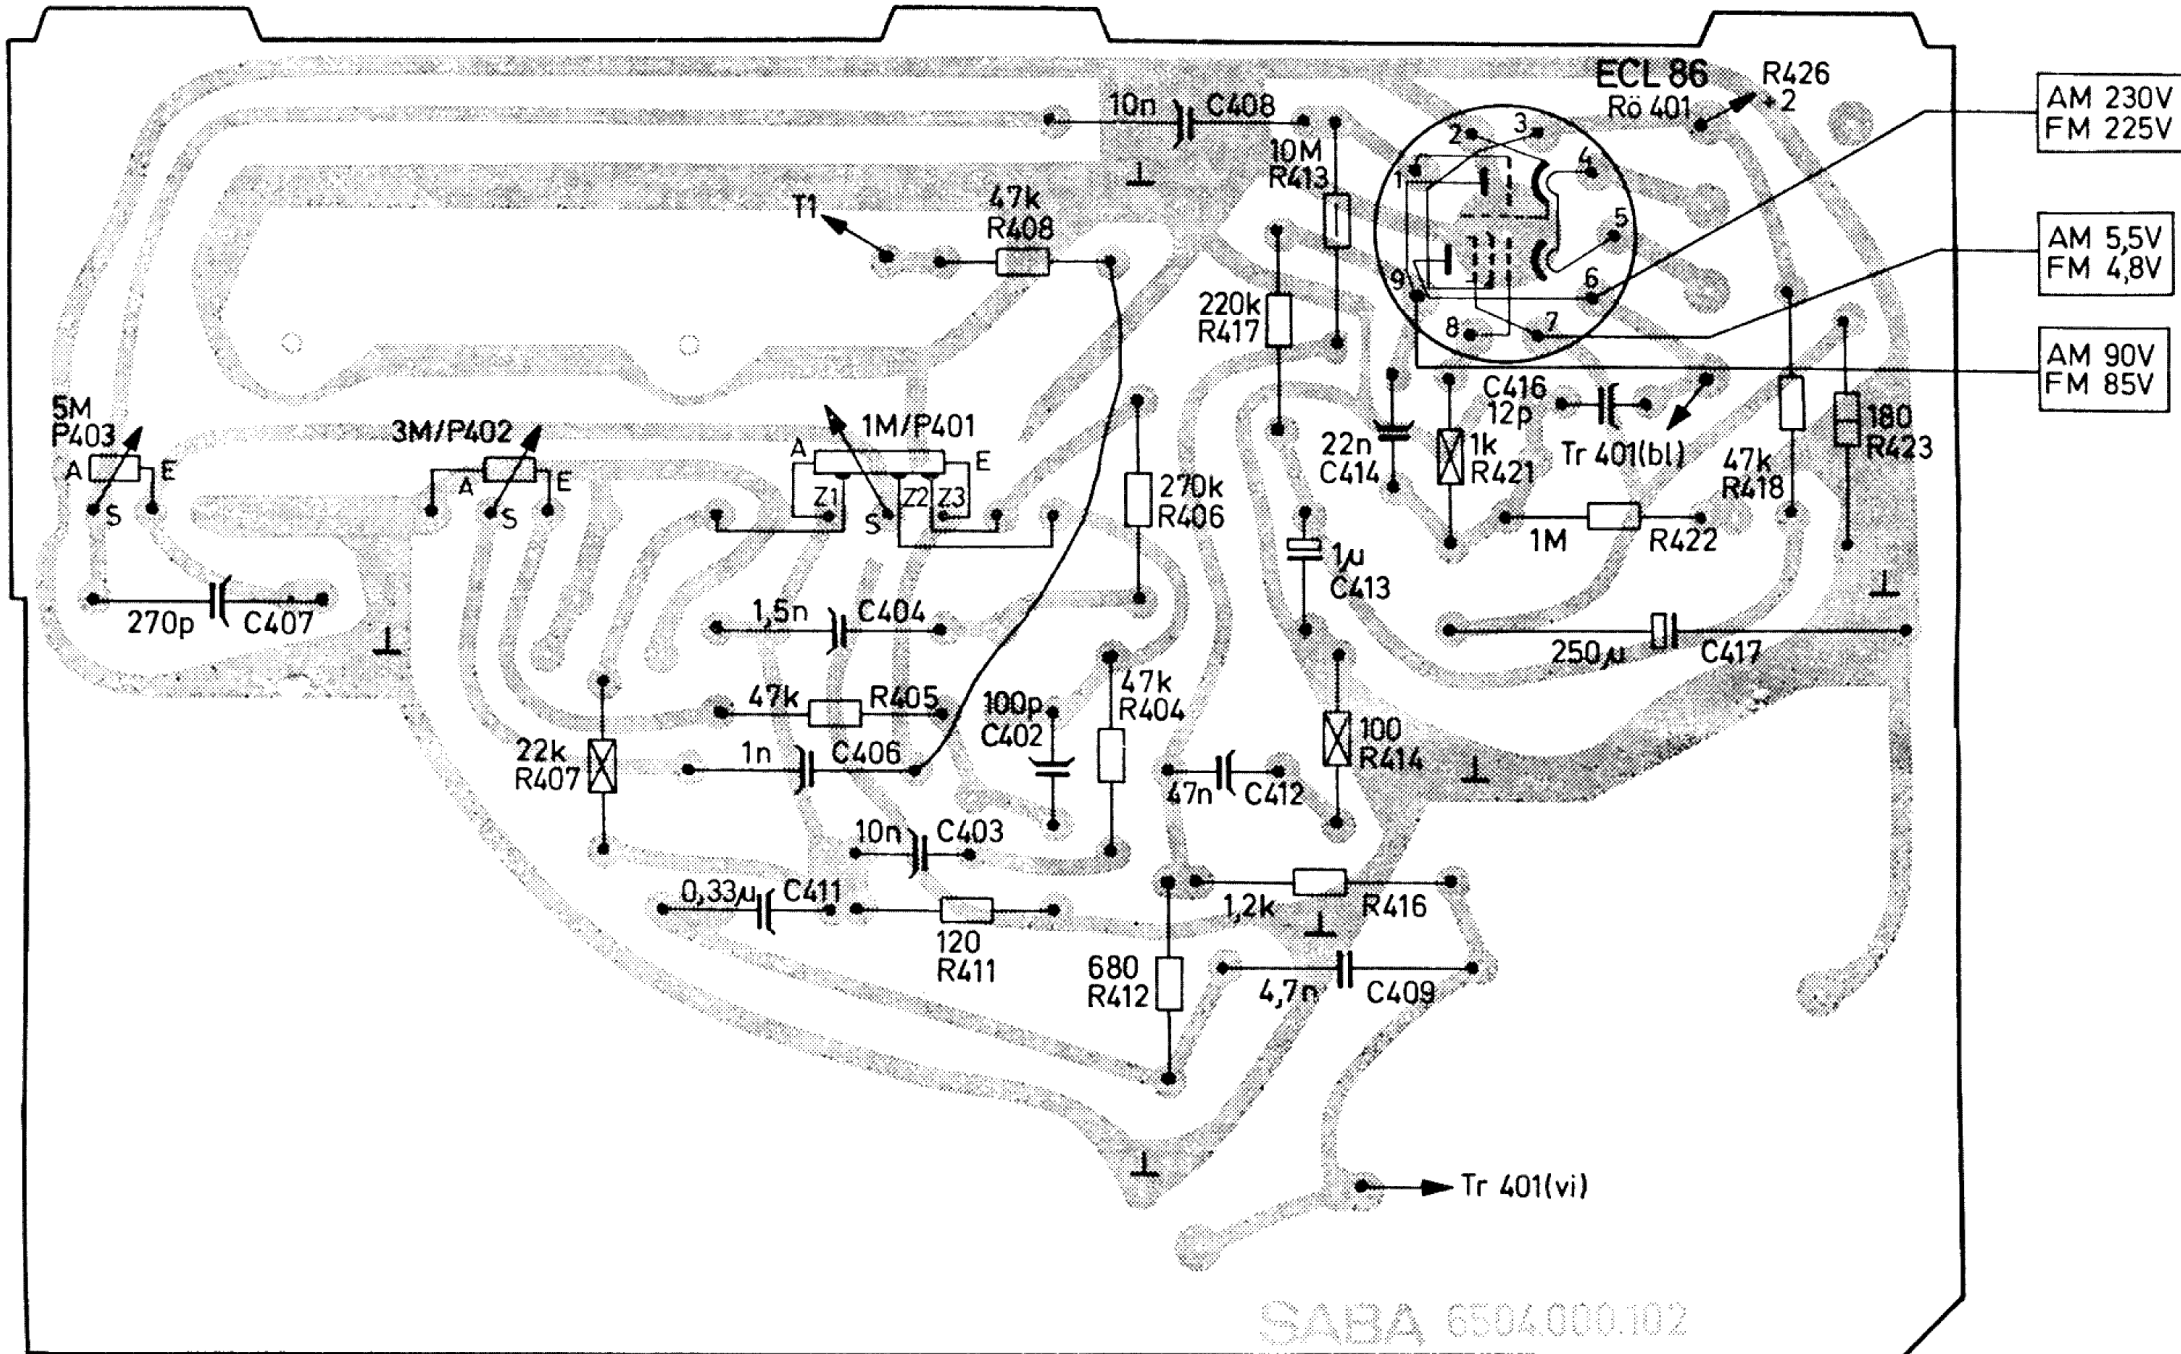 ECL 86
Rö 401
R426
+2
AM 230V
FM 225V
10n
C408
10M
R413
2
3
4
1
5
9
6
8
7
T1
47k
R408
AM 5,5V
FM 4,8V
220k
R417
AM 90V
FM 85V
C416
12p
5M
P403
A
E
S
3M/P402
A
E
S
1M/P401
A
E
Z1
S
Z2
Z3
22n
C414
1k
R421
Tr 401(bl)
47k
R418
180
R423
270k
R406
1M
R422
1µ
C413
270p
C407
1,5n
C404
250µ
C417
47k
R405
100p
C402
47k
R404
100
R414
22k
R407
1n
C406
47n
C412
10n
C403
0,33µ
C411
120
R411
1,2k
R416
680
R412
4,7n
C409
Tr 401(vi)
SABA 6504.000.102